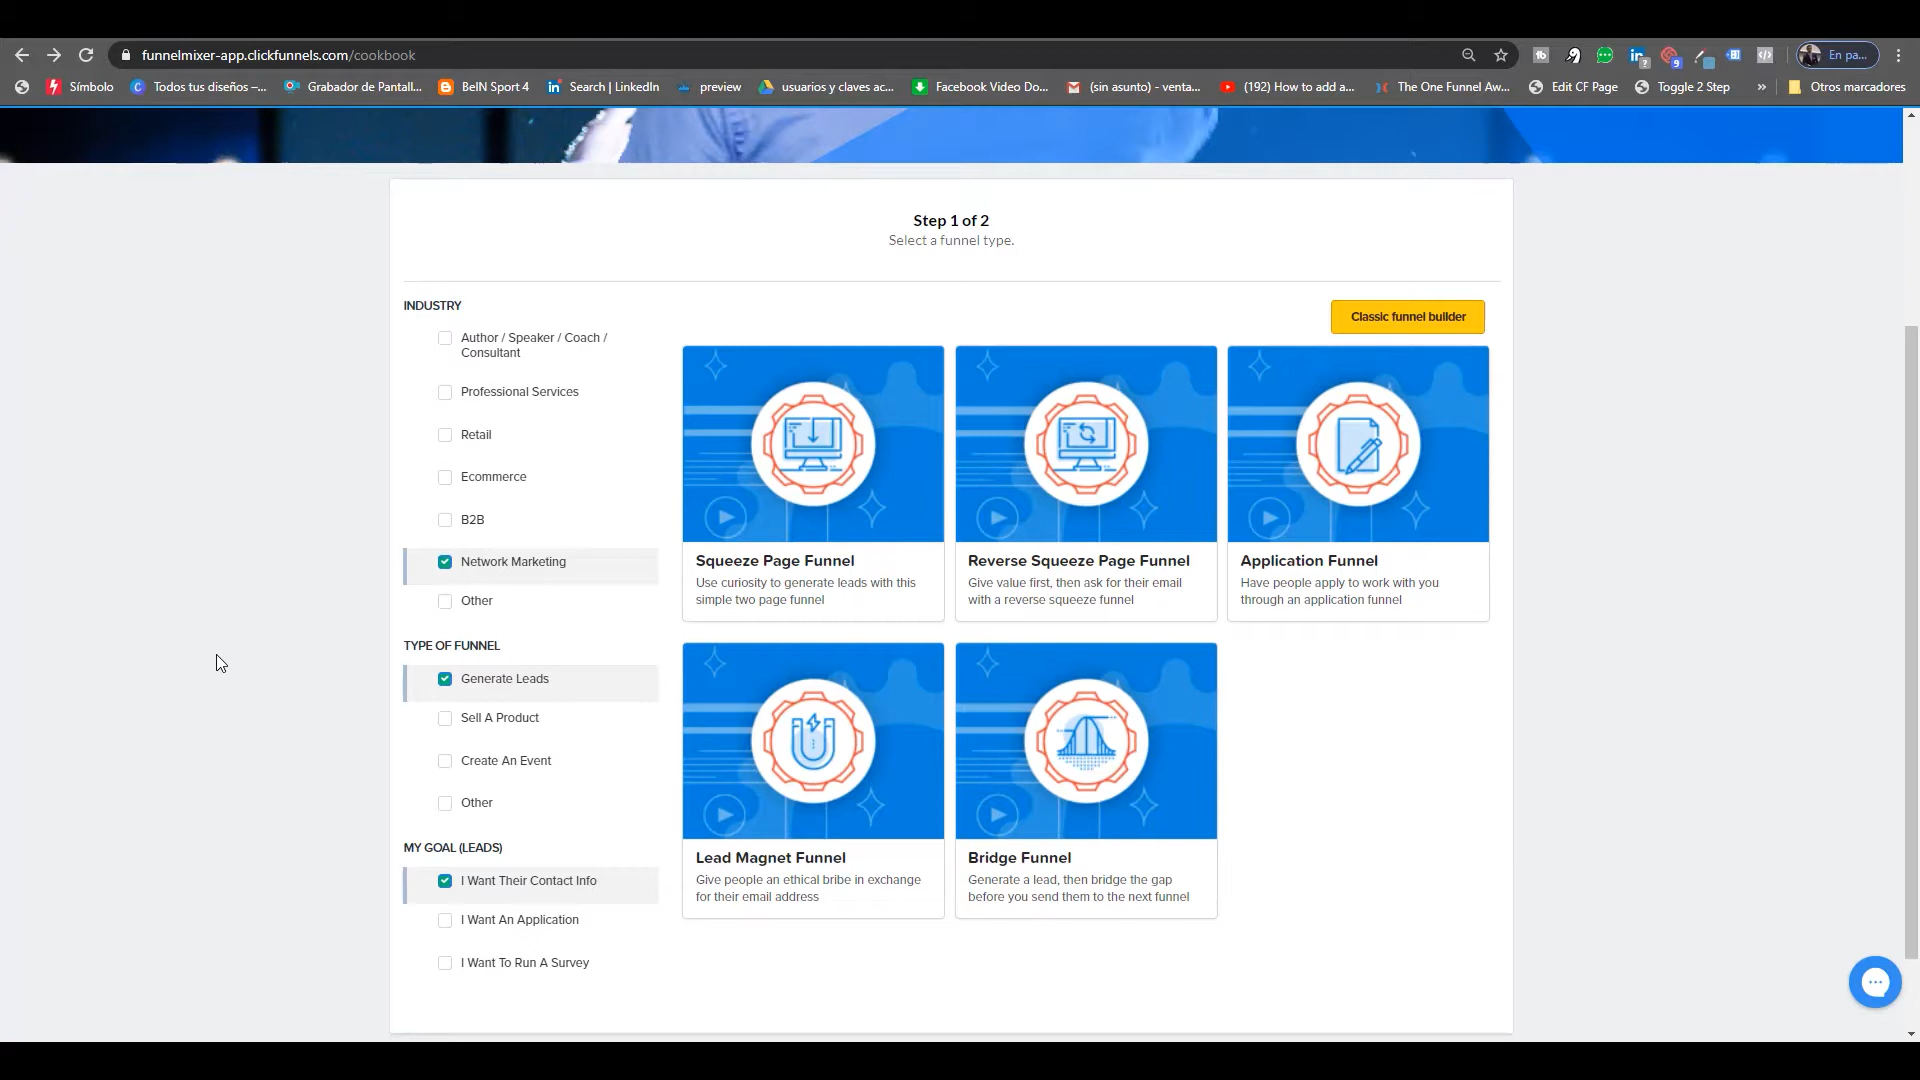 funnelmixer-app.clickfunnels.com/cookbook
En pa...
Símbolo
Todos tus diseños –...
Grabador de Pantall...
BeIN Sport 4
Search | LinkedIn
preview
usuarios y claves ac...
Facebook Video Do...
(sin asunto) - venta...
(192) How to add a...
The One Funnel Aw...
Edit CF Page
Toggle 2 Step
»
Otros marcadores
Step 1 of 2
Select a funnel type.
INDUSTRY
Classic funnel builder
Author / Speaker / Coach /
Consultant
Professional Services
Retail
Ecommerce
B2B
Network Marketing
Other
TYPE OF FUNNEL
Generate Leads
Sell A Product
Create An Event
Other
MY GOAL (LEADS)
I Want Their Contact Info
I Want An Application
I Want To Run A Survey
Squeeze Page Funnel
Use curiosity to generate leads with this
simple two page funnel
Reverse Squeeze Page Funnel
Give value first, then ask for their email
with a reverse squeeze funnel
Application Funnel
Have people apply to work with you
through an application funnel
Lead Magnet Funnel
Give people an ethical bribe in exchange
for their email address
Bridge Funnel
Generate a lead, then bridge the gap
before you send them to the next funnel